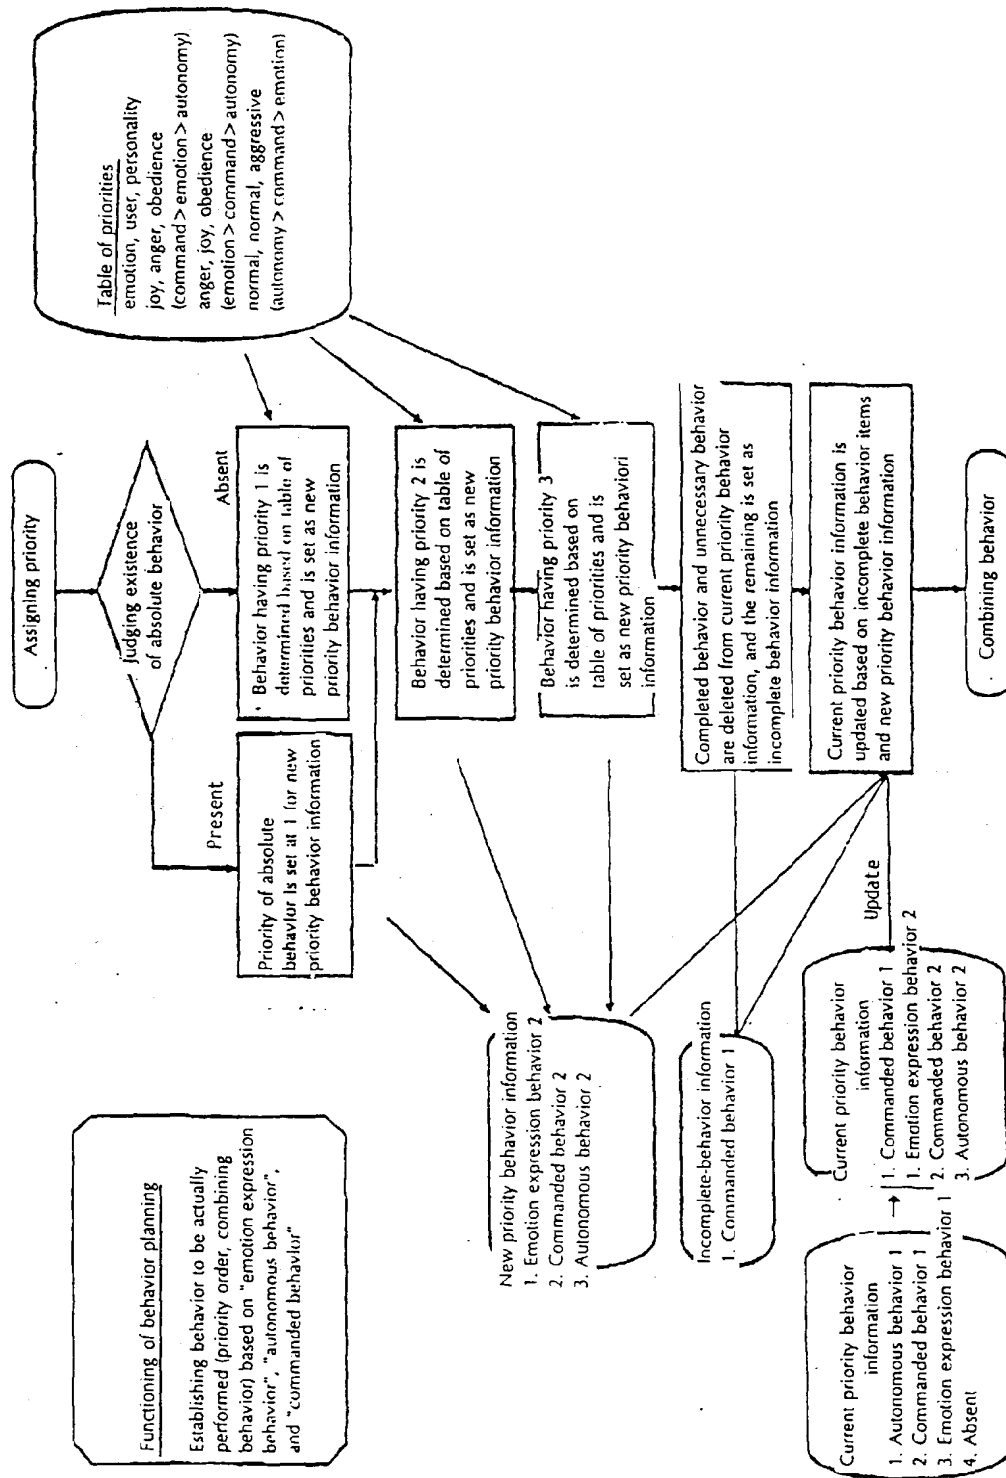 Functioning of behavior planning
Establishing behavior to be actually
performed (priority order, combining
behavior) based on "emotion expression
behavior", "autonomous behavior",
and "commanded behavior"
Assigning priority
Judging existence
of absolute behavior
Present
Absent
Priority of absolute
behavior is set at 1 for new
priority behavior information
Behavior having priority 1 is
determined based on table of
priorities and is set as new
priority behavior information
Table of priorities
emotion, user, personality
joy, anger, obedience
(command > emotion > autonomy)
anger, joy, obedience
(emotion > command > autonomy)
normal, normal, aggressive
(autonomy > command > emotion)
Behavior having priority 2 is
determined based on table of
priorities and is set as new
priority behavior information
Behavior having priority 3
is determined based on
table of priorities and is
set as new priority behaviori
information
New priority behavior information
1. Emotion expression behavior 2
2. Commanded behavior 2
3. Autonomous behavior 2
Completed behavior and unnecessary behavior
are deleted from current priority behavior
information, and the remaining is set as
incomplete behavior information
Incomplete-behavior information
1. Commanded behavior 1
Current priority behavior information is
updated based on incomplete behavior items
and new priority behavior information
Update
Current priority behavior
information
1. Autonomous behavior 1
2. Commanded behavior 1
3. Emotion expression behavior 1
4. Absent
Current priority behavior
information
1. Commanded behavior 1
1. Emotion expression behavior 2
2. Commanded behavior 2
3. Autonomous behavior 2
Combining behavior